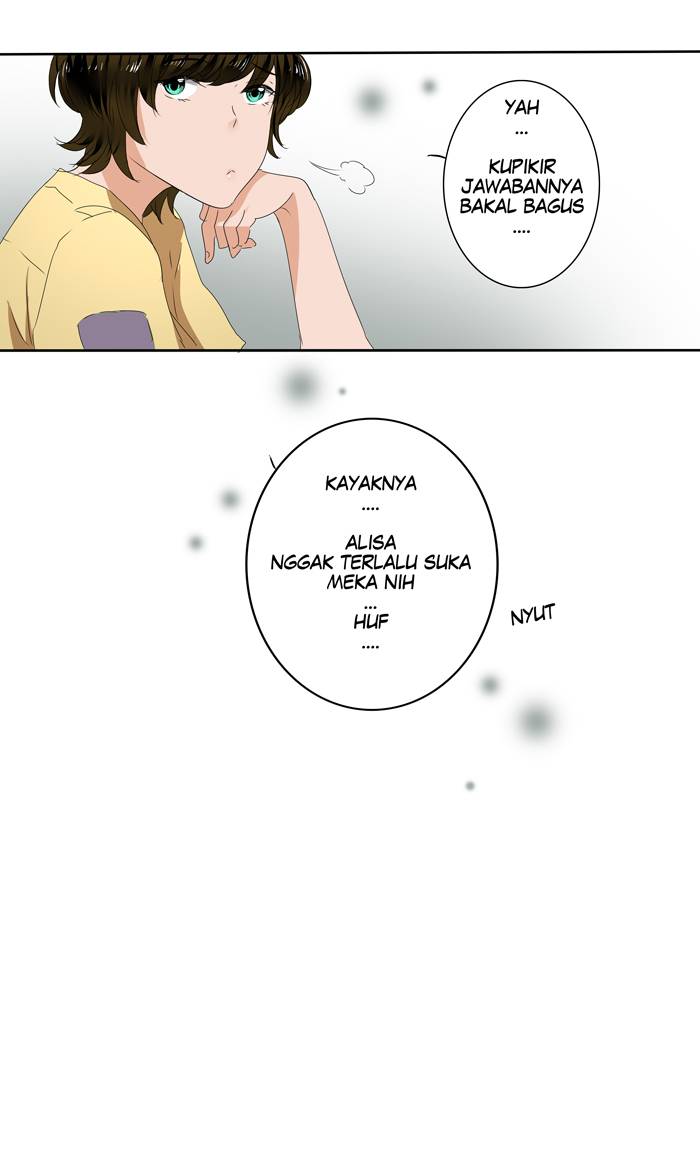 YAH
...
KUPIKIR
JAWABANNYA
BAKAL BAGUS
....
KAYAKNYA
....
ALISA
NGGAK TERLALU SUKA
MEKA NIH
...
HUF
....
NYUT